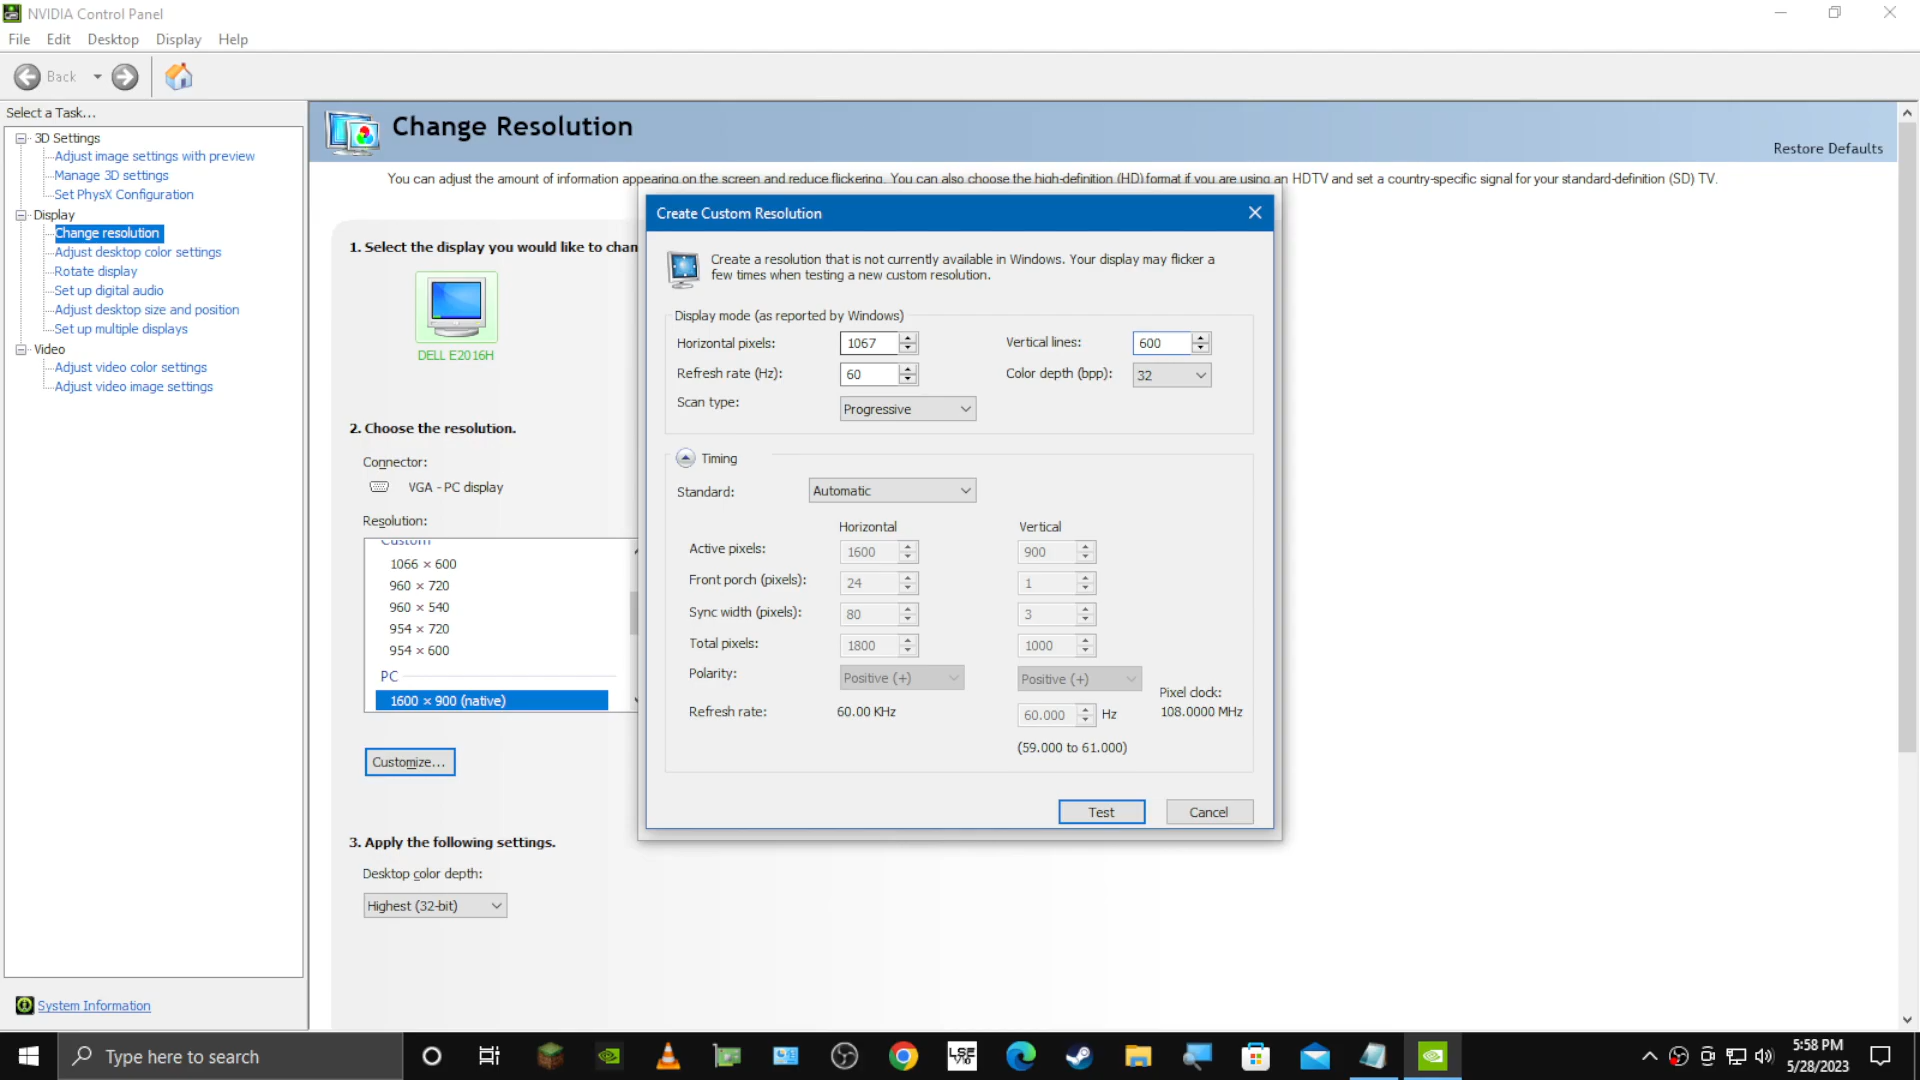 NVIDIA Control Panel
File Edit Desktop Display Help
Back
Select a Task...
3D Settings
Adjust image settings with preview
Manage 3D settings
Set PhysX Configuration
Display
Change resolution
Adjust desktop color settings
Rotate display
Set up digital audio
Adjust desktop size and position
Set up multiple displays
Video
Adjust video color settings
Adjust video image settings
System Information
Change Resolution
Restore Defaults
You can adjust the amount of information appearing on the screen and reduce flickering. You can also choose the high-definition (HD) format if you are using an HDTV and set a country-specific signal for your standard-definition (SD) TV.
1. Select the display you would like to chan
DELL E2016H
2. Choose the resolution.
Connector:
VGA - PC display
Resolution:
Custom
1066 × 600
960 × 720
960 × 540
954 × 720
954 × 600
PC
1600 × 900 (native)
Customize...
3. Apply the following settings.
Desktop color depth:
Highest (32-bit)
Create Custom Resolution
Create a resolution that is not currently available in Windows. Your display may flicker a
few times when testing a new custom resolution.
Display mode (as reported by Windows)
Horizontal pixels: 1067 Vertical lines: 600
Refresh rate (Hz): 60 Color depth (bpp): 32
Scan type: Progressive
Timing
Standard: Automatic
Horizontal Vertical
Active pixels: 1600 900
Front porch (pixels): 24 1
Sync width (pixels): 80 3
Total pixels: 1800 1000
Polarity: Positive (+) Positive (+)
Pixel clock:
Refresh rate: 60.00 KHz 60.000 Hz 108.0000 MHz
(59.000 to 61.000)
Test Cancel
Type here to search
LSF
5:58 PM
5/28/2023